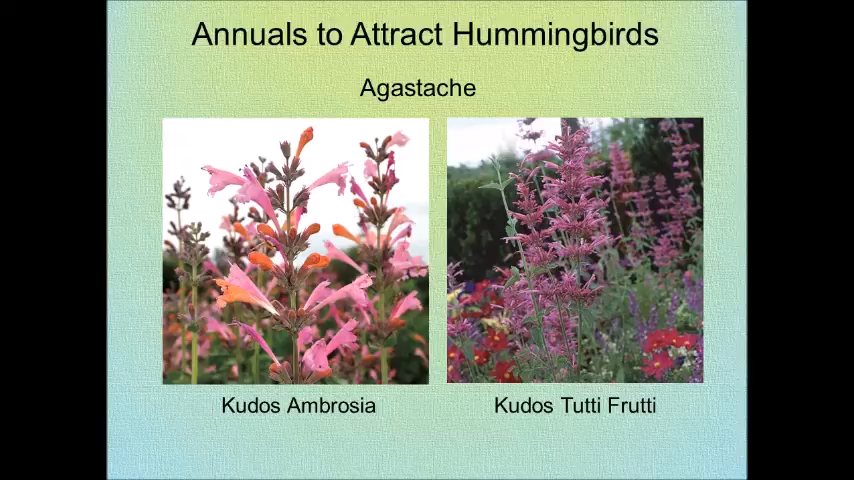 Annuals to Attract Hummingbirds
Agastache
Kudos Ambrosia
Kudos Tutti Frutti